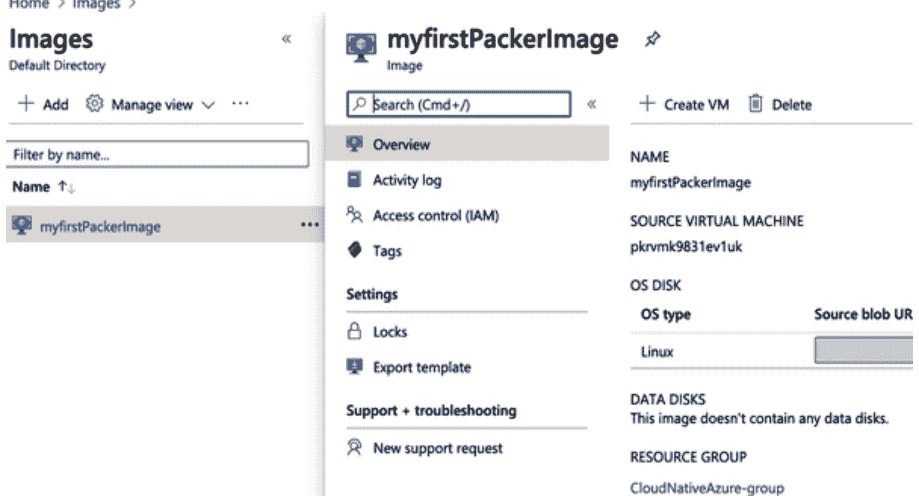 Home > Images >
Images
Default Directory
Add Manage view ...
Filter by name...
Name ↑↓
myfirstPackerImage ...
myfirstPackerImage
Image
Search (Cmd+/)
Overview
Activity log
Access control (IAM)
Tags
Settings
Locks
Export template
Support + troubleshooting
New support request
Create VM Delete
NAME
myfirstPackerImage
SOURCE VIRTUAL MACHINE
pkrvmk9831ev1uk
OS DISK
OS type Source blob UR
Linux
DATA DISKS
This image doesn't contain any data disks.
RESOURCE GROUP
CloudNativeAzure-group